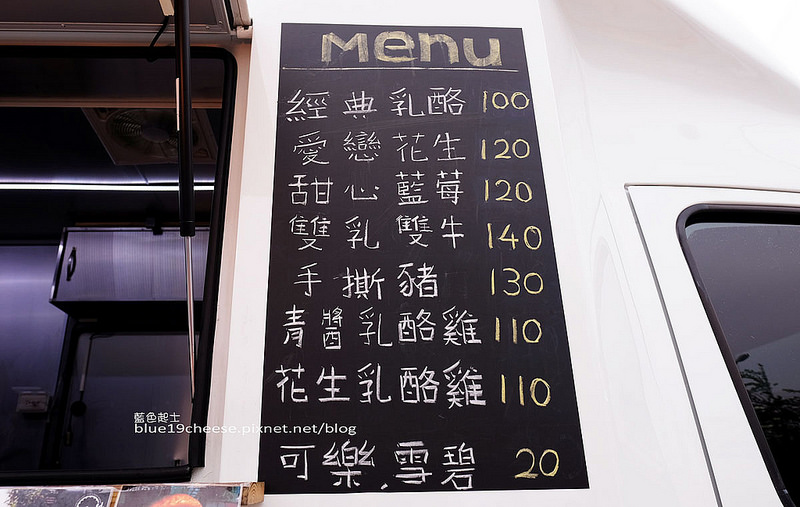 Menu
經典乳酪 100
愛戀花生 120
甜心藍莓 120
雙乳雙牛 140
手撕豬 130
青醬乳酪雞 110
花生乳酪雞 110
可樂.雪碧 20
藍色起士
blue19cheese.pixnet.net/blog